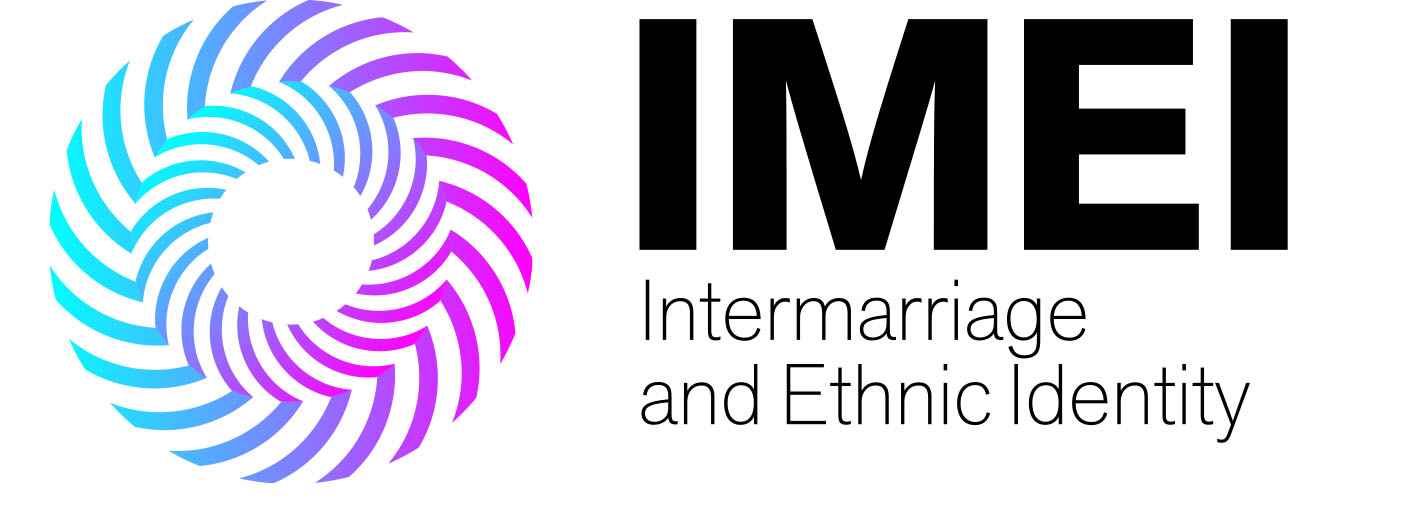 IMEI
Intermarriage
and Ethnic Identity